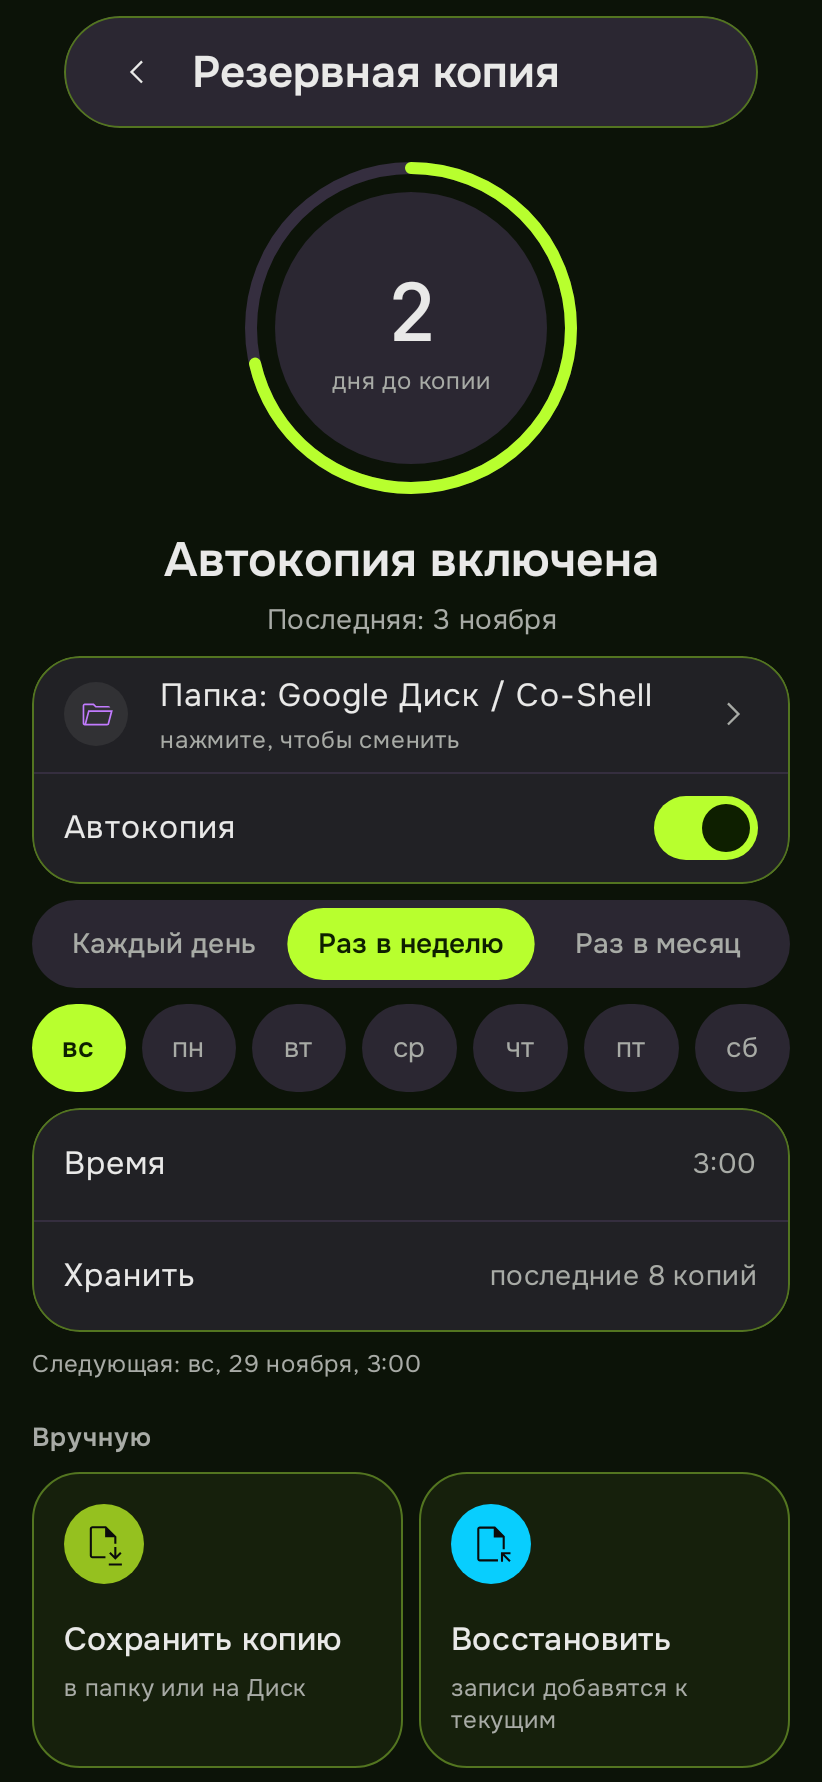 Резервная копия
2
дня до копии
Автокопия включена
Последняя: 3 ноября
Папка: Google Диск / Co-Shell
нажмите, чтобы сменить
Автокопия
Каждый день Раз в неделю Раз в месяц
вс пн вт ср чт пт сб
Время 3:00
Хранить последние 8 копий
Следующая: вс, 29 ноября, 3:00
Вручную
Сохранить копию
в папку или на Диск
Восстановить
записи добавятся к
текущим